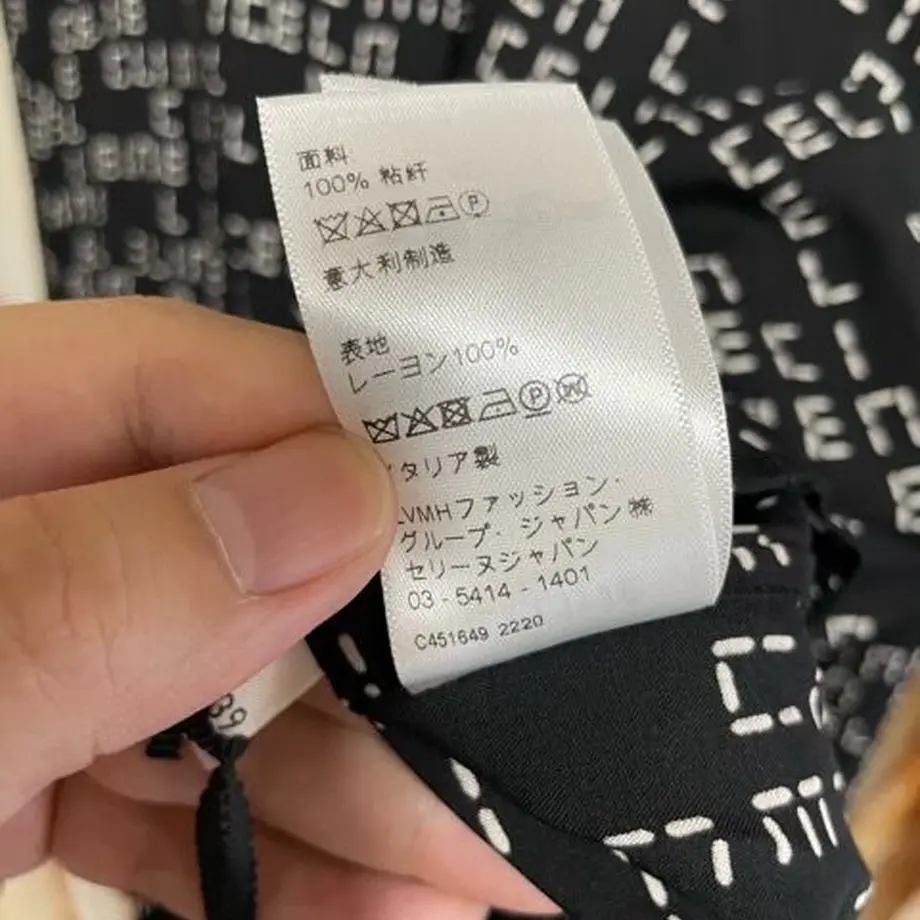 面料:
100% 粘纤
P
意大利制造
表地
レーヨン100%
P W
イタリア製
LVMHファッション・
グループ・ジャパン㈱
セリーヌジャパン
03 - 5414 - 1401
C451649 2220
39